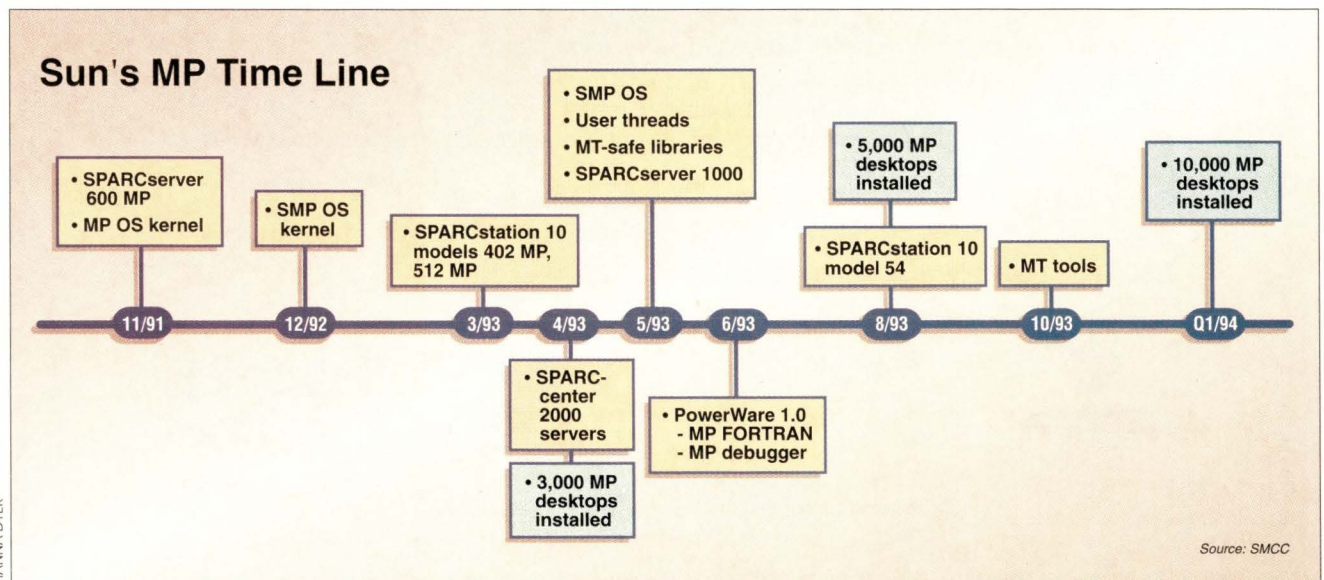 Sun's MP Time Line
• SPARCserver
600 MP
• MP OS kernel
• SMP OS
kernel
• SPARCstation 10
models 402 MP,
512 MP
• SMP OS
• User threads
• MT-safe libraries
• SPARCserver 1000
• 5,000 MP
desktops
installed
• SPARCstation 10
model 54
• MT tools
• 10,000 MP
desktops
installed
11/91
12/92
3/93
4/93
5/93
6/93
8/93
10/93
Q1/94
• SPARC-
center
2000
servers
• 3,000 MP
desktops
installed
• PowerWare 1.0
- MP FORTRAN
- MP debugger
Source: SMCC
DYER